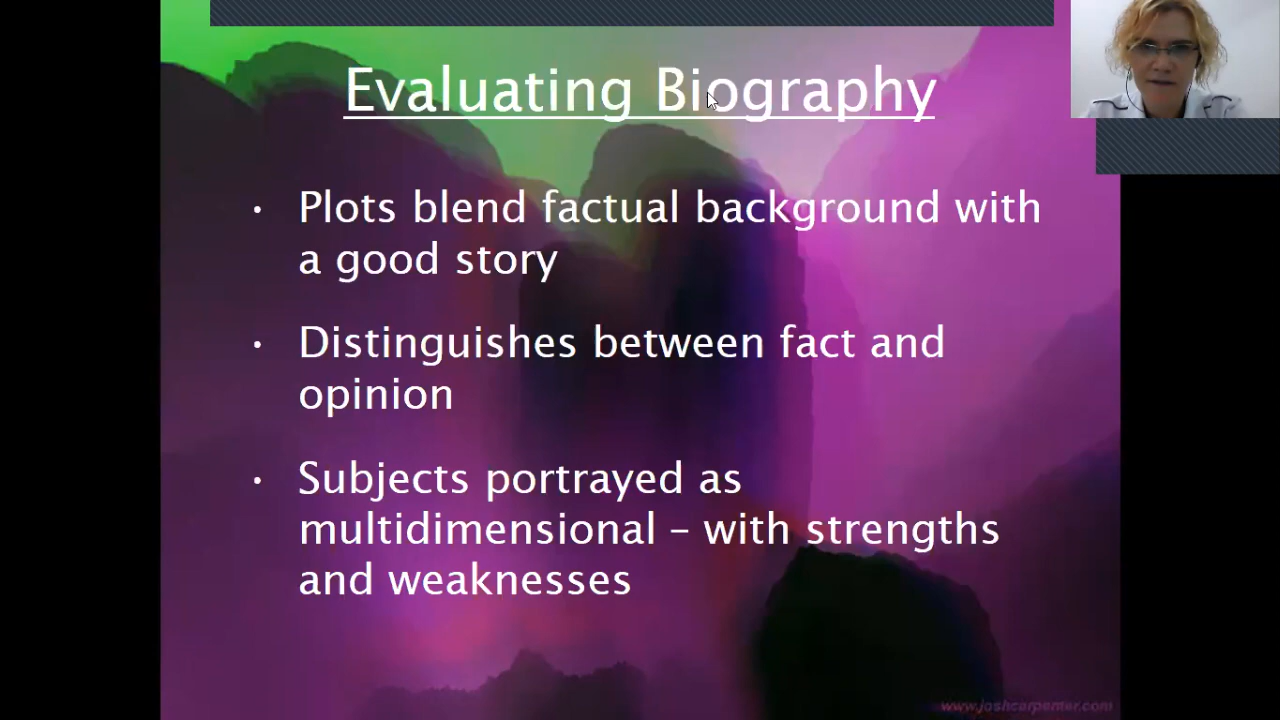 Evaluating Biography
• Plots blend factual background with
a good story
• Distinguishes between fact and
opinion
• Subjects portrayed as
multidimensional – with strengths
and weaknesses
www.joshcarpenter.com